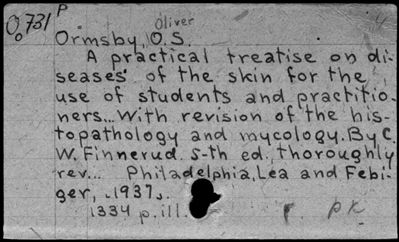 O.731 P
Oliver
Ormsby, O.S.
A practical treatise on di-
seases of the skin for the
use of students and practitio-
ners... With revision of the his-
topathology and mycology. By C.
W. Finnerud. 5-th ed., thoroughly
rev... Philadelphia, Lea and Febi-
ger, 1937.
1334 p. ill.
pk